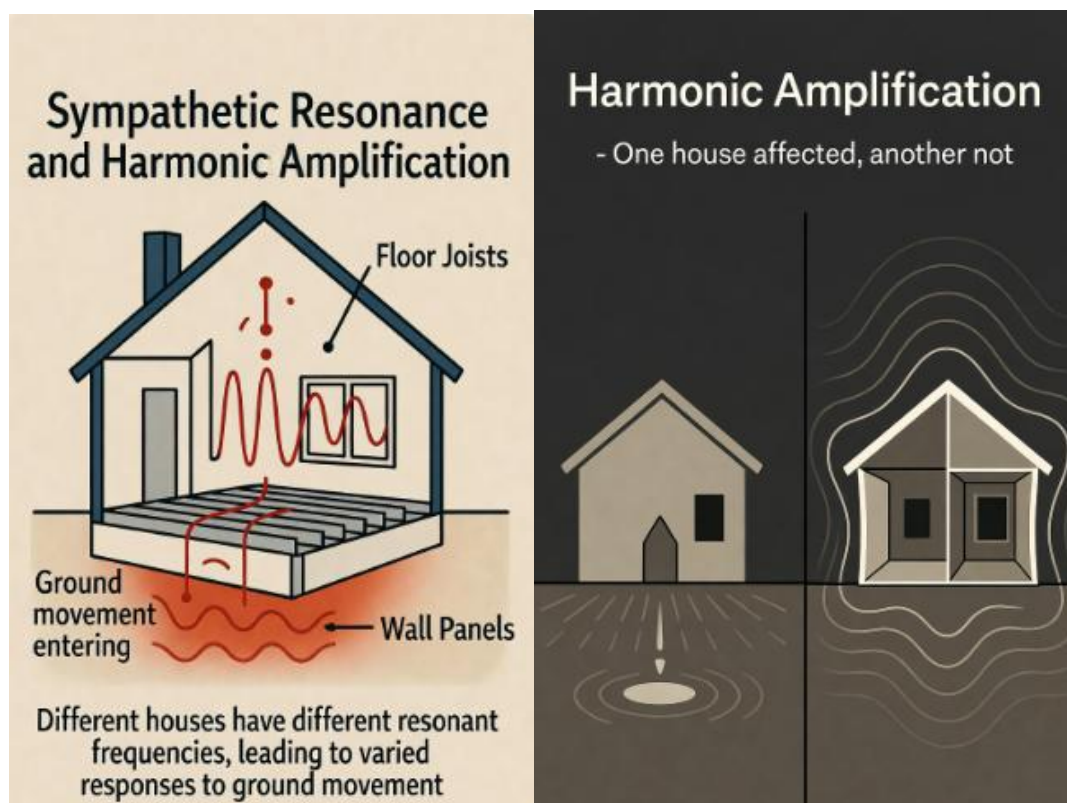 Sympathetic Resonance
and Harmonic Amplification
Floor Joists
Ground
movement
entering
Wall Panels
Different houses have different resonant
frequencies, leading to varied
responses to ground movement
Harmonic Amplification
- One house affected, another not